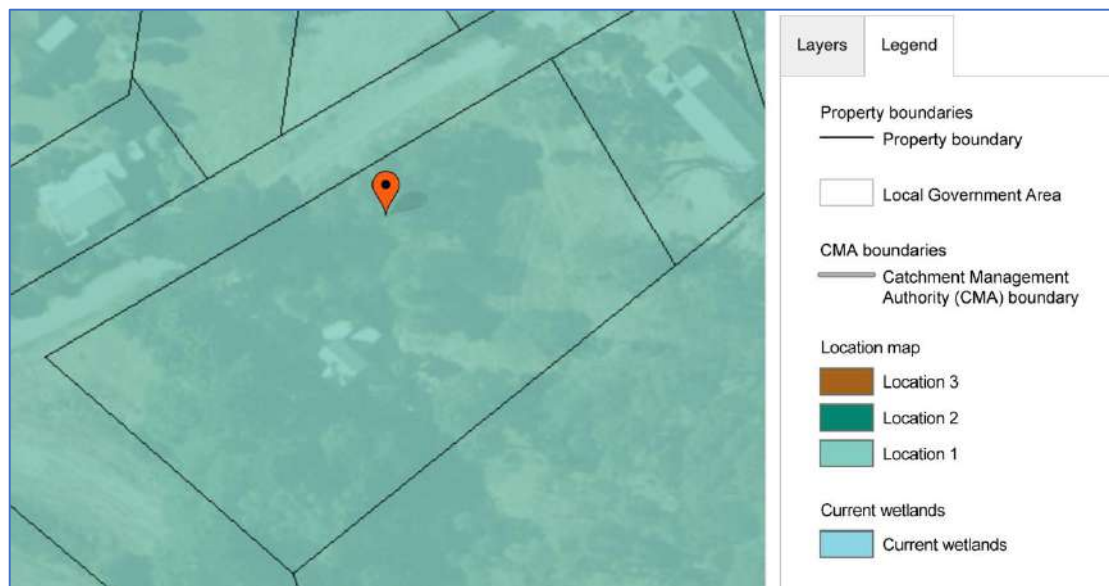 Layers
Legend
Property boundaries
Property boundary
Local Government Area
CMA boundaries
Catchment Management
Authority (CMA) boundary
Location map
Location 3
Location 2
Location 1
Current wetlands
Current wetlands